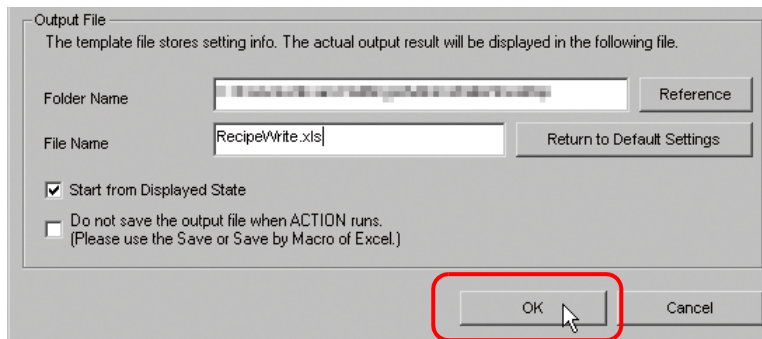 Output File
The template file stores setting info. The actual output result will be displayed in the following file.
Folder Name
Reference
File Name
RecipeWrite.xls
Return to Default Settings
Start from Displayed State
Do not save the output file when ACTION runs.
(Please use the Save or Save by Macro of Excel.)
OK
Cancel